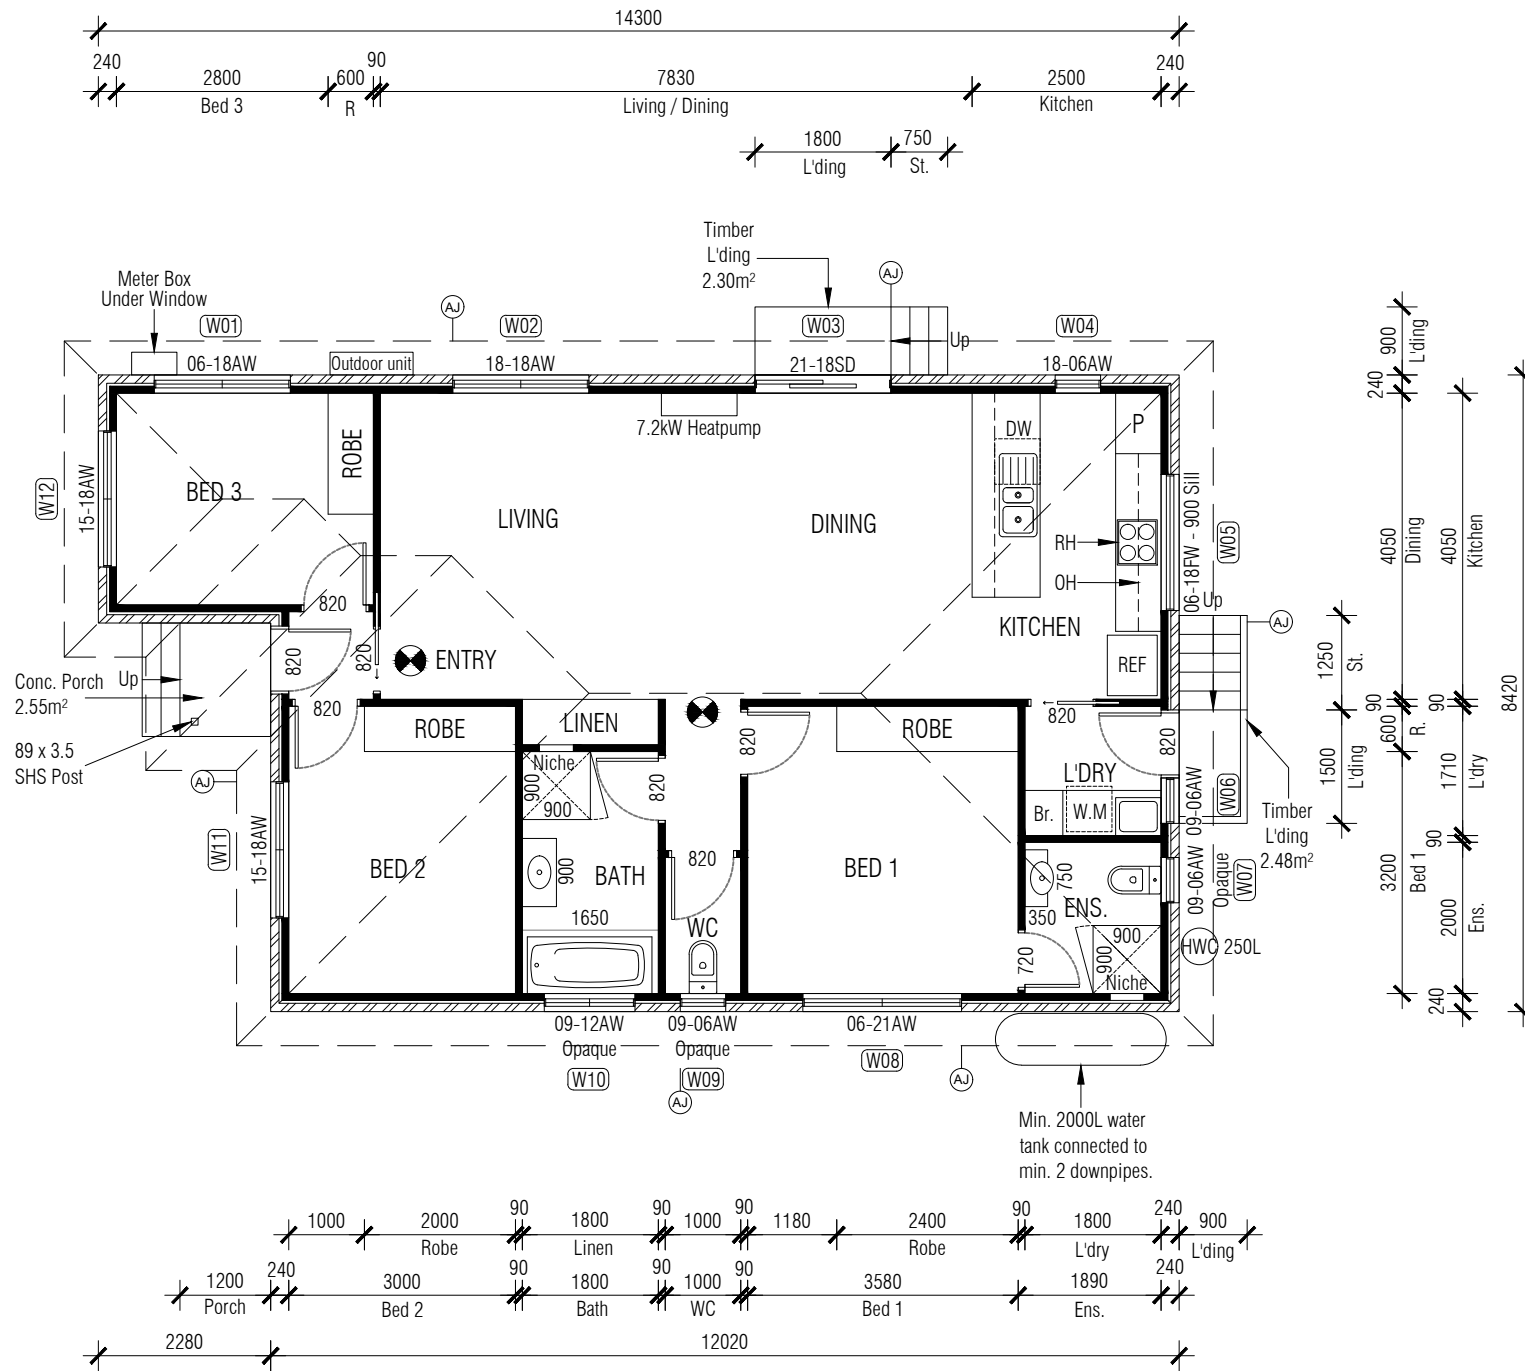 14300
240
2800
600
90
7830
2500
240
Bed 3
R
Living / Dining
Kitchen
1800
750
L'ding
St.
Timber
L'ding
2.30m²
AJ
Meter Box
Under Window
AJ
W01
W02
W03
W04
Up
06-18AW
Outdoor unit
18-18AW
21-18SD
18-06AW
7.2kW Heatpump
DW
P
ROBE
W12
15-18AW
BED 3
LIVING
DINING
RH
OH
06-18FW - 900 Sill
W05
820
Up
AJ
KITCHEN
REF
820
820
ENTRY
Conc. Porch
2.55m²
Up
820
820
820
ROBE
LINEN
820
ROBE
89 x 3.5
SHS Post
AJ
Niche
900
900
820
L'DRY
Br.
W.M
09-06AW
W06
Timber
L'ding
2.48m²
W11
15-18AW
BED 2
900
BATH
820
BED 1
750
ENS.
350
09-06AW
Opaque
W07
1650
WC
720
900
900
Niche
HWC 250L
09-12AW
Opaque
W10
09-06AW
Opaque
W09
06-21AW
W08
AJ
AJ
Min. 2000L water
tank connected to
min. 2 downpipes.
900
L'ding
240
4050
Dining
4050
Kitchen
1250
St.
90
90
600
R.
1500
L'ding
1710
L'dry
90
3200
Bed 1
2000
Ens.
240
8420
1000
2000
90
1800
90
1000
90
1180
2400
90
1800
240
900
Robe
Linen
Robe
L'dry
L'ding
1200
240
3000
90
1800
90
1000
90
3580
1890
240
Porch
Bed 2
Bath
WC
Bed 1
Ens.
2280
12020